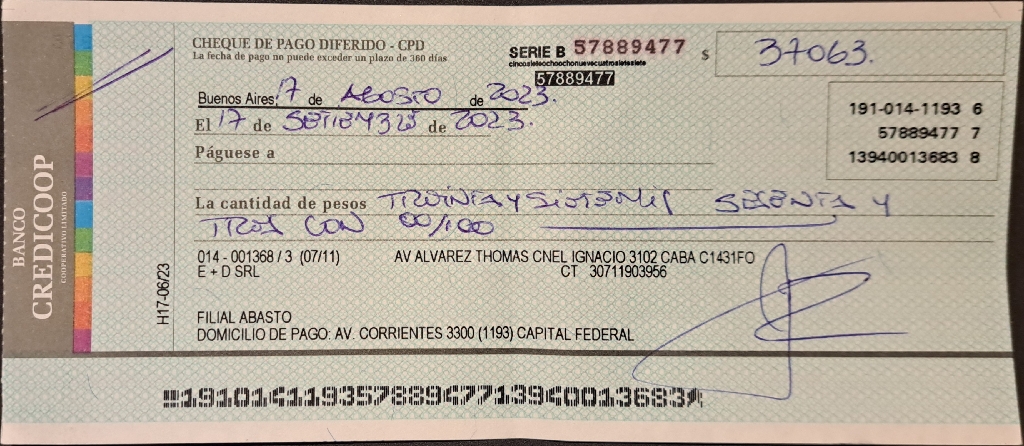 BANCO
CREDICOOP
COOPERATIVO LIMITADO
CHEQUE DE PAGO DIFERIDO - CPD
La fecha de pago no puede exceder un plazo de 360 días
SERIE B 57889477
cincosieteochoochonuevecuatrosietesiete
57889477
$ 37063.
Buenos Aires, 17 de AGOSTO de 2023.
El 17 de SETIEMBRE de 2023.
191-014-1193 6
57889477 7
13940013683 8
Páguese a
La cantidad de pesos TREINTA Y SIETE MIL SESENTA Y
TRES CON 00/100
014 - 001368 / 3 (07/11)
E + D SRL
AV ALVAREZ THOMAS CNEL IGNACIO 3102 CABA C1431FO
CT 30711903956
H17-06/23
FILIAL ABASTO
DOMICILIO DE PAGO: AV. CORRIENTES 3300 (1193) CAPITAL FEDERAL
19101411935788947713940013683